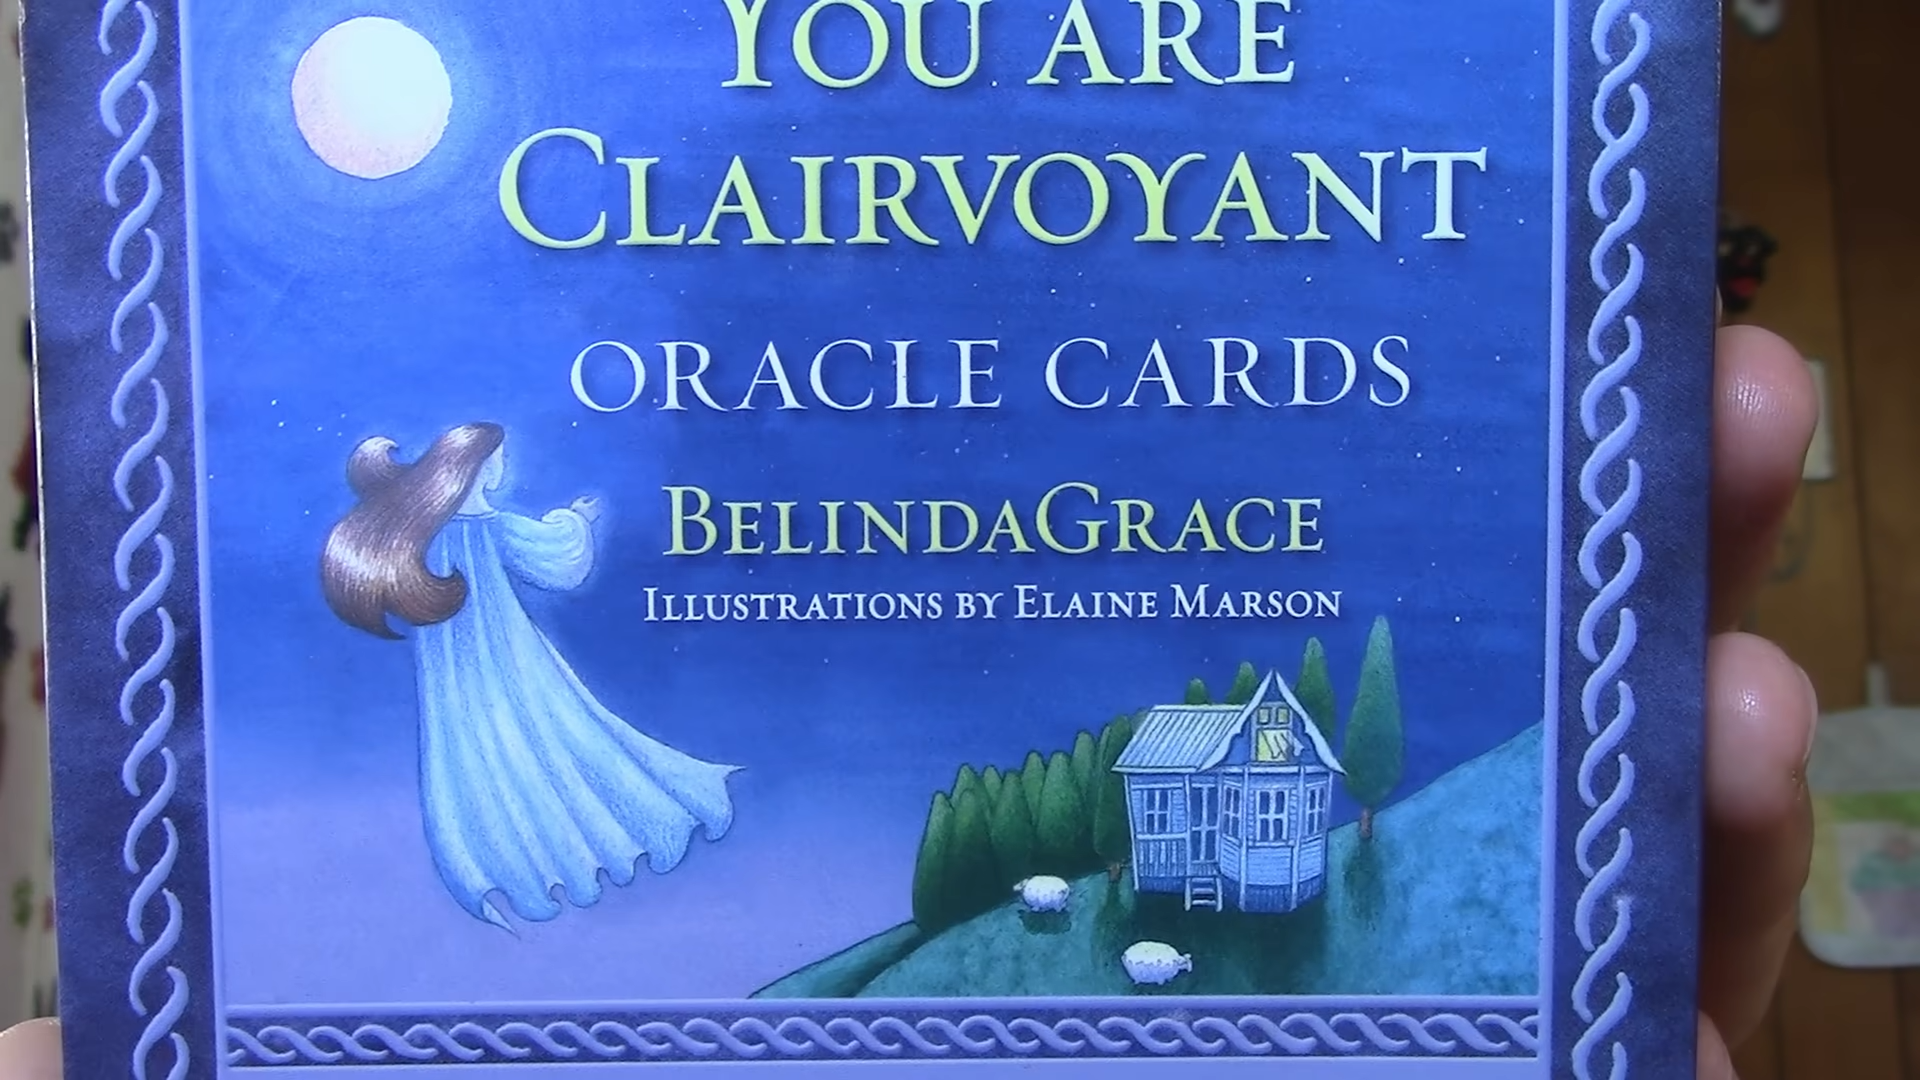 YOU ARE
CLAIRVOYANT
ORACLE CARDS
BELINDAGRACE
ILLUSTRATIONS BY ELAINE MARSON